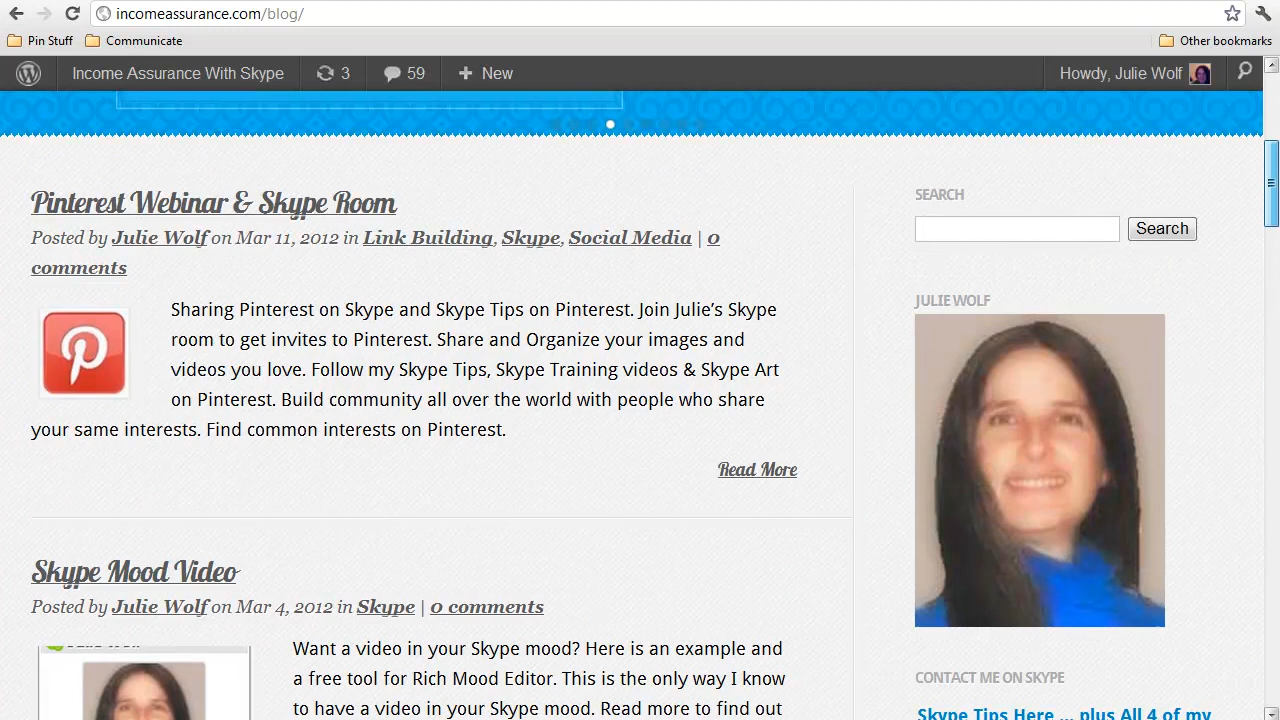 incomeassurance.com/blog/
Pin Stuff Communicate Other bookmarks
Income Assurance With Skype 3 59 New Howdy, Julie Wolf
Pinterest Webinar & Skype Room
Posted by Julie Wolf on Mar 11, 2012 in Link Building, Skype, Social Media | 0
comments
Sharing Pinterest on Skype and Skype Tips on Pinterest. Join Julie’s Skype
room to get invites to Pinterest. Share and Organize your images and
videos you love. Follow my Skype Tips, Skype Training videos & Skype Art
on Pinterest. Build community all over the world with people who share
your same interests. Find common interests on Pinterest.
Read More
Skype Mood Video
Posted by Julie Wolf on Mar 4, 2012 in Skype | 0 comments
Want a video in your Skype mood? Here is an example and
a free tool for Rich Mood Editor. This is the only way I know
to have a video in your Skype mood. Read more to find out
SEARCH
Search
JULIE WOLF
CONTACT ME ON SKYPE
Skype Tips Here ... plus All 4 of my